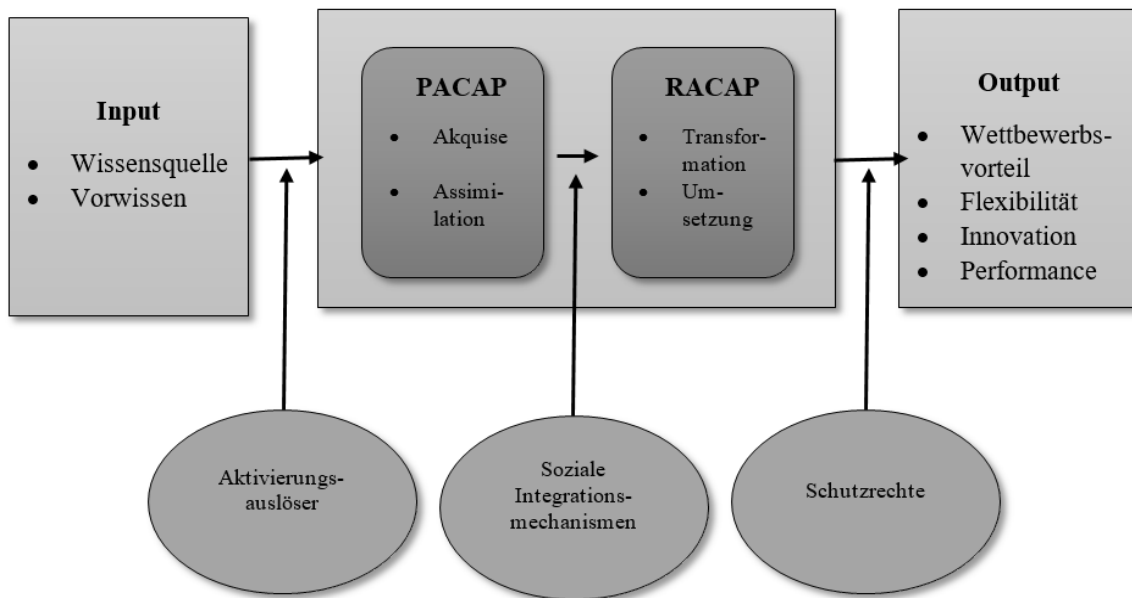 Input
• Wissensquelle
• Vorwissen
PACAP
• Akquise
• Assimi-
lation
RACAP
• Transfor-
mation
• Um-
setzung
Output
• Wettbewerbs-
vorteil
• Flexibilität
• Innovation
• Performance
Aktivierungs-
auslöser
Soziale
Integrations-
mechanismen
Schutzrechte